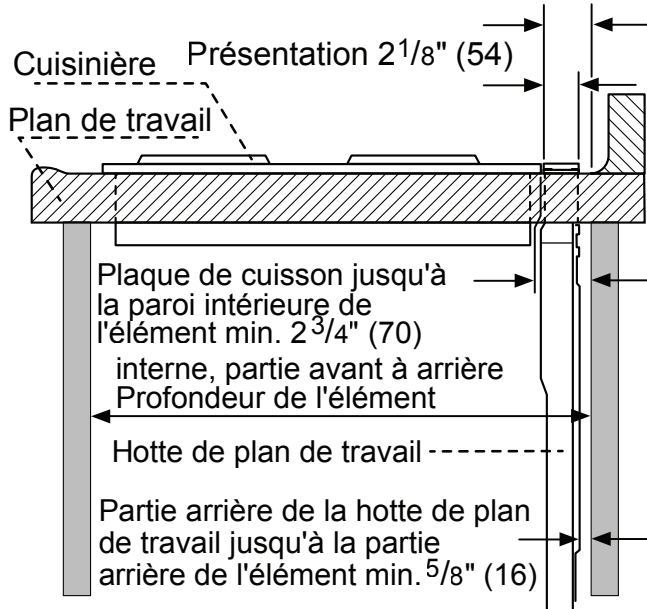 Présentation 2 1/8" (54)
Cuisinière
Plan de travail
Plaque de cuisson jusqu'à
la paroi intérieure de
l'élément min. 2 3/4" (70)
interne, partie avant à arrière
Profondeur de l'élément
Hotte de plan de travail
Partie arrière de la hotte de plan
de travail jusqu'à la partie
arrière de l'élément min. 5/8" (16)